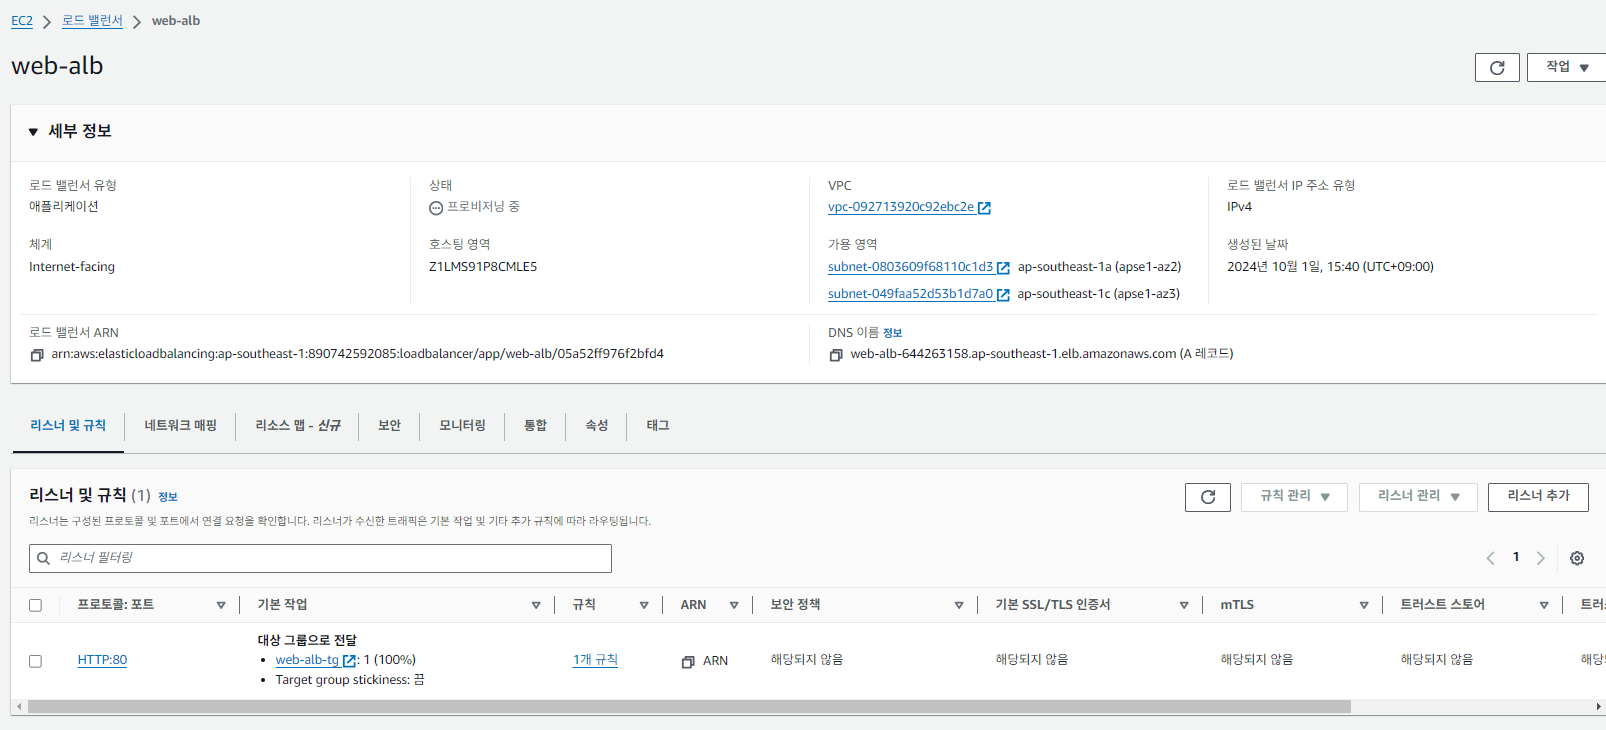 EC2 > 로드 밸런서 > web-alb
web-alb
작업
세부 정보
로드 밸런서 유형
애플리케이션
상태
프로비저닝 중
VPC
vpc-092713920c92ebc2e
로드 밸런서 IP 주소 유형
IPv4
체계
Internet-facing
호스팅 영역
Z1LMS91P8CMLE5
가용 영역
subnet-0803609f68110c1d3 ap-southeast-1a (apse1-az2)
subnet-049faa52d53b1d7a0 ap-southeast-1c (apse1-az3)
생성된 날짜
2024년 10월 1일, 15:40 (UTC+09:00)
로드 밸런서 ARN
arn:aws:elasticloadbalancing:ap-southeast-1:890742592085:loadbalancer/app/web-alb/05a52ff976f2bfd4
DNS 이름 정보
web-alb-644263158.ap-southeast-1.elb.amazonaws.com (A 레코드)
리스너 및 규칙 네트워크 매핑 리소스 맵 - 신규 보안 모니터링 통합 속성 태그
리스너 및 규칙 (1) 정보
규칙 관리 리스너 관리 리스너 추가
리스너는 구성된 프로토콜 및 포트에서 연결 요청을 확인합니다. 리스너가 수신한 트래픽은 기본 작업 및 기타 추가 규칙에 따라 라우팅됩니다.
리스너 필터링
1
프로토콜: 포트 기본 작업 규칙 ARN 보안 정책 기본 SSL/TLS 인증서 mTLS 트러스트 스토어 트러
대상 그룹으로 전달
HTTP:80 • web-alb-tg : 1 (100%) 1개 규칙 ARN 해당되지 않음 해당되지 않음 해당되지 않음 해당되지 않음 해당되
• Target group stickiness: 끔